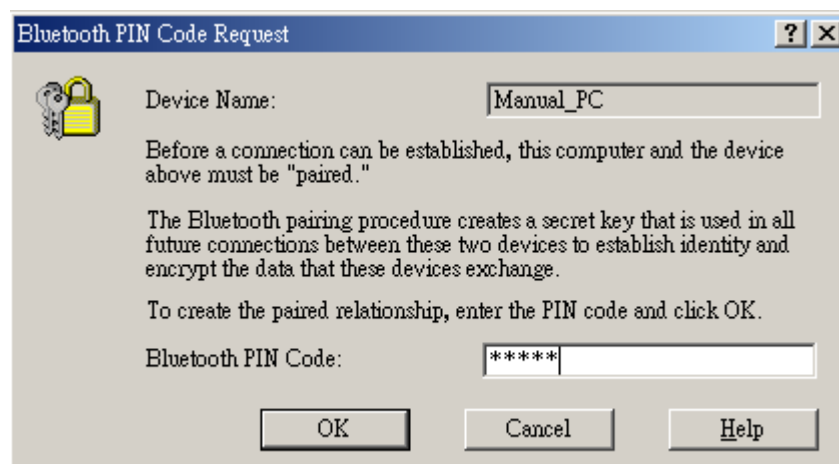 Bluetooth PIN Code Request
Device Name: Manual_PC
Before a connection can be established, this computer and the device
above must be "paired."
The Bluetooth pairing procedure creates a secret key that is used in all
future connections between these two devices to establish identity and
encrypt the data that these devices exchange.
To create the paired relationship, enter the PIN code and click OK.
Bluetooth PIN Code: *****
OK Cancel Help